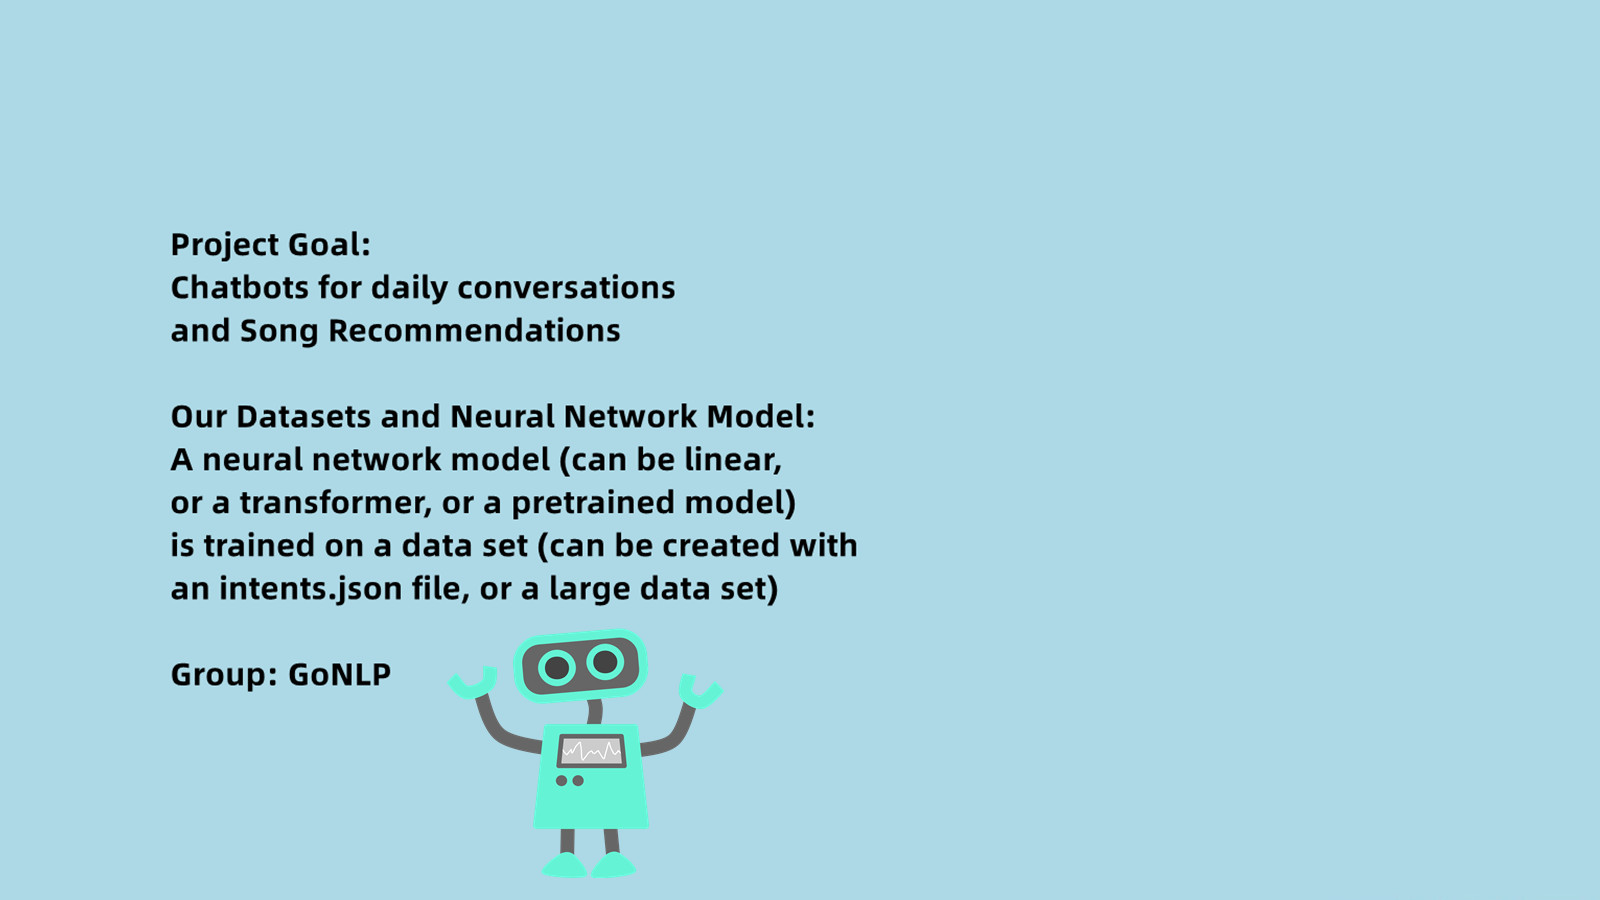 Project Goal:
Chatbots for daily conversations
and Song Recommendations
Our Datasets and Neural Network Model:
A neural network model (can be linear,
or a transformer, or a pretrained model)
is trained on a data set (can be created with
an intents.json file, or a large data set)
Group: GoNLP